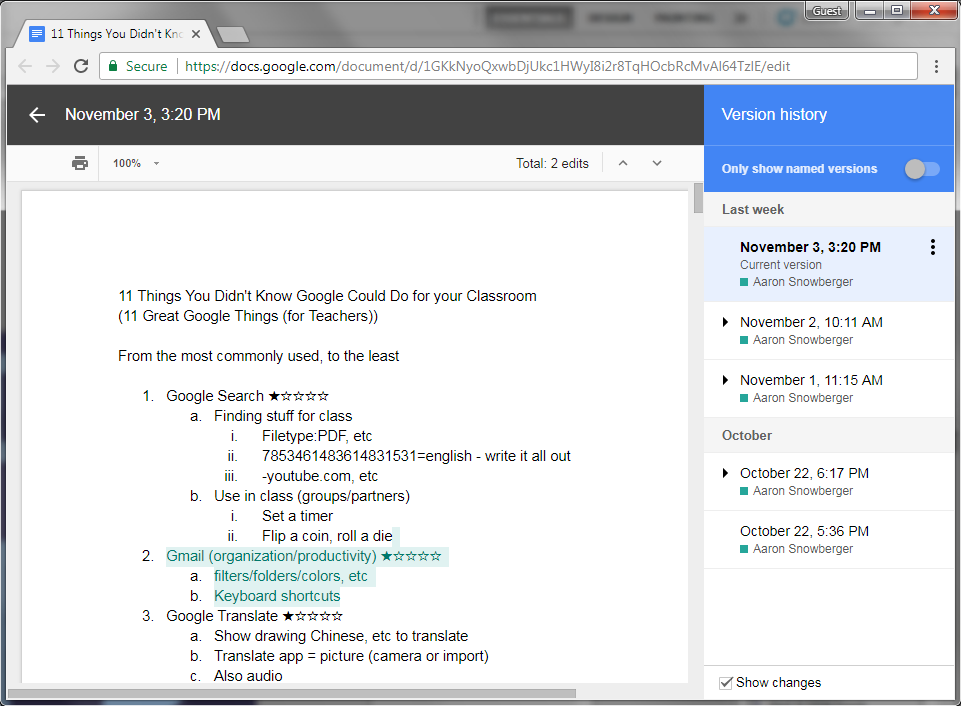 Guest
11 Things You Didn't Kno
Secure
https://docs.google.com/document/d/1GKkNyoQxwbDjUkc1HWyI8i2r8TqHOcbRcMvAl64TzlE/edit
November 3, 3:20 PM
100%
Total: 2 edits
11 Things You Didn't Know Google Could Do for your Classroom
(11 Great Google Things (for Teachers))
From the most commonly used, to the least
1. Google Search ★☆☆☆☆
a. Finding stuff for class
i. Filetype:PDF, etc
ii. 7853461483614831531=english - write it all out
iii. -youtube.com, etc
b. Use in class (groups/partners)
i. Set a timer
ii. Flip a coin, roll a die
2. Gmail (organization/productivity) ★☆☆☆☆
a. filters/folders/colors, etc
b. Keyboard shortcuts
3. Google Translate ★☆☆☆☆
a. Show drawing Chinese, etc to translate
b. Translate app = picture (camera or import)
c. Also audio
Version history
Only show named versions
Last week
November 3, 3:20 PM
Current version
Aaron Snowberger
November 2, 10:11 AM
Aaron Snowberger
November 1, 11:15 AM
Aaron Snowberger
October
October 22, 6:17 PM
Aaron Snowberger
October 22, 5:36 PM
Aaron Snowberger
Show changes